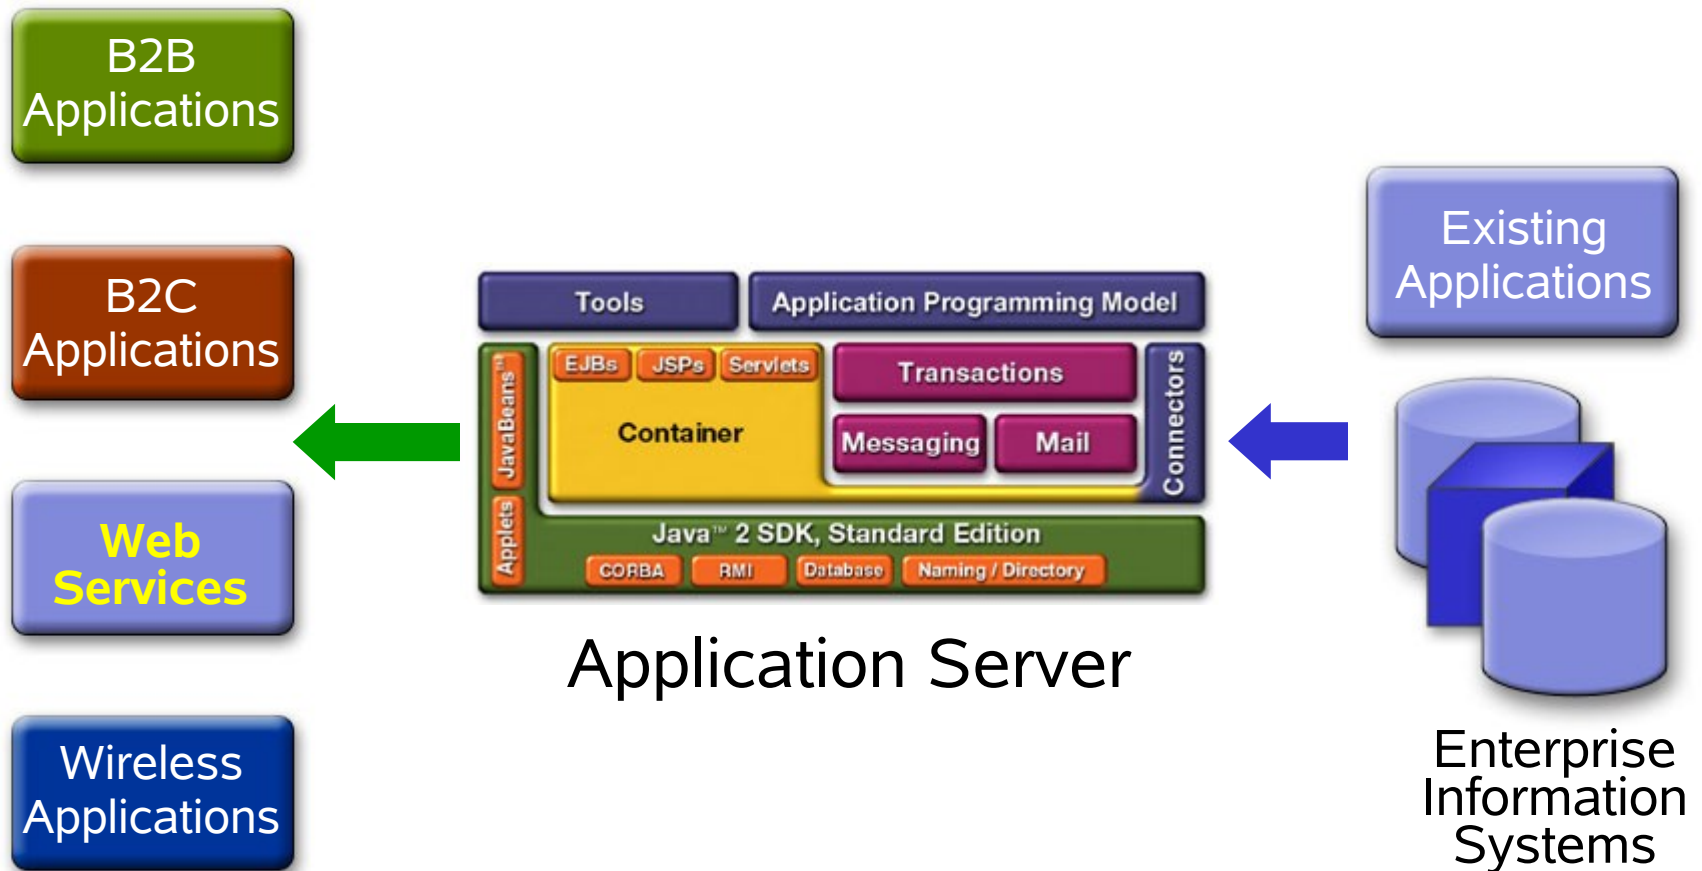 B2B
Applications
B2C
Applications
Web
Services
Wireless
Applications
Tools
Application Programming Model
JavaBeans™
Applets
EJBs
JSPs
Servlets
Container
Transactions
Messaging
Mail
Connectors
Java™ 2 SDK, Standard Edition
CORBA
RMI
Database
Naming / Directory
Application Server
Existing
Applications
Enterprise
Information
Systems